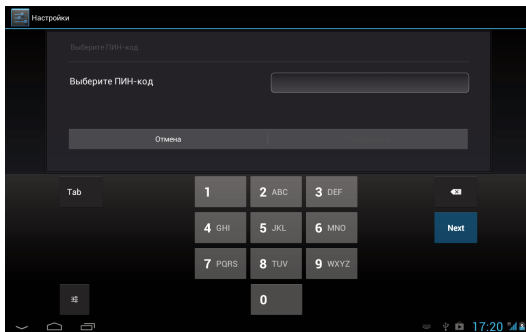 Настройки
Выберите ПИН-код
Выберите ПИН-код
Отмена
Tab
1
2 ABC
3 DEF
4 GHI
5 JKL
6 MNO
Next
7 PQRS
8 TUV
9 WXYZ
0
17:20